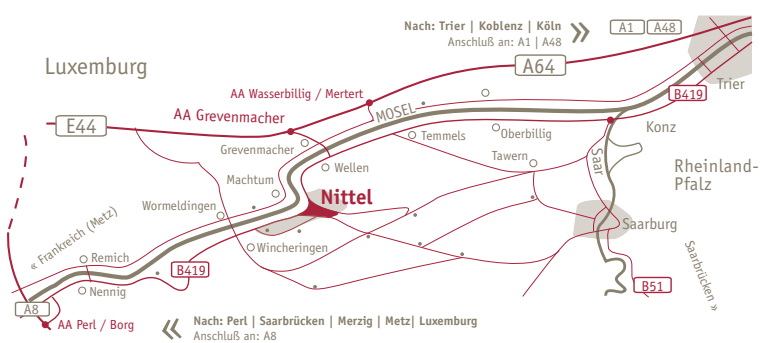 Nach: Trier | Koblenz | Köln
Anschluß an: A1 | A48
A1
A48
Luxemburg
A64
Trier
AA Wasserbillig / Mertert
B419
AA Grevenmacher
MOSEL
E44
Temmels
Oberbillig
Konz
Grevenmacher
Tawern
Wellen
Saar
Rheinland-
Pfalz
Machtum
Nittel
Wormeldingen
Saarburg
« Frankreich (Metz)
Wincheringen
Remich
B419
Saarbrücken »
Nennig
B51
A8
AA Perl / Borg
Nach: Perl | Saarbrücken | Merzig | Metz| Luxemburg
Anschluß an: A8